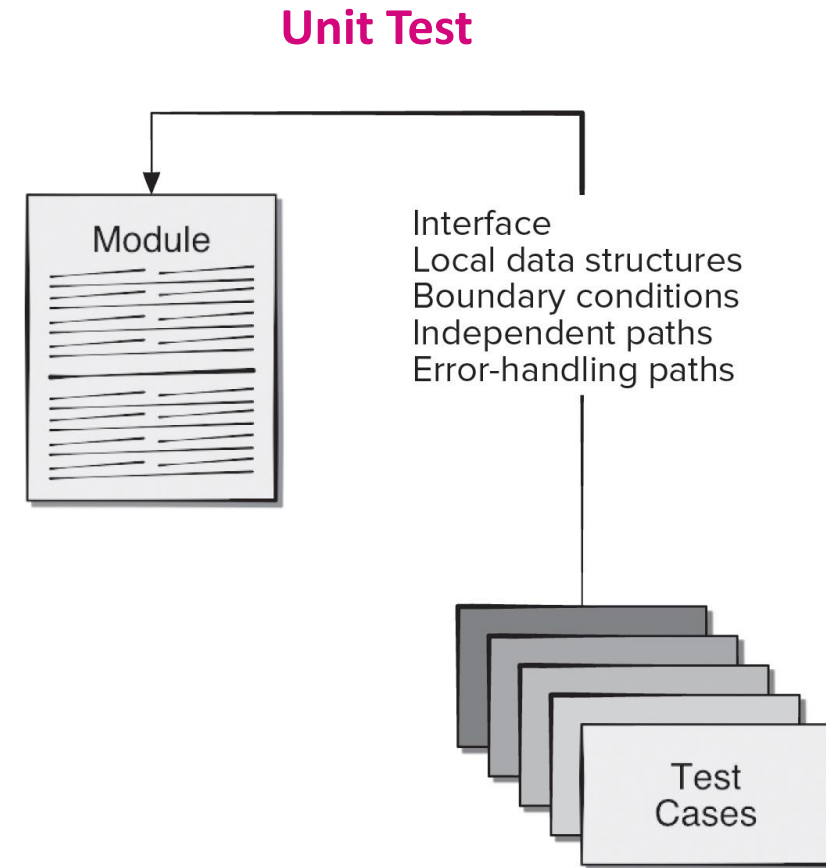 Unit Test
Module
Interface
Local data structures
Boundary conditions
Independent paths
Error-handling paths
Test
Cases